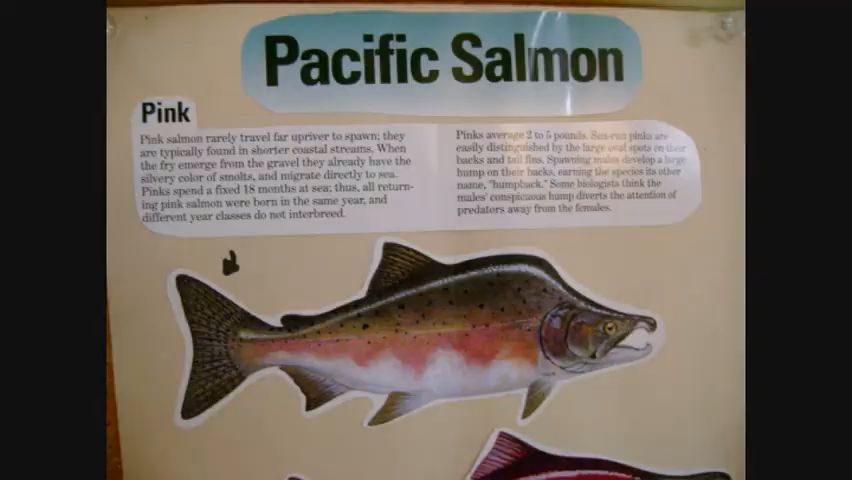 Pacific Salmon
Pink
Pink salmon rarely travel far upriver to spawn; they
are typically found in shorter coastal streams. When
the fry emerge from the gravel they already have the
silvery color of smolts, and migrate directly to sea.
Pinks spend a fixed 18 months at sea; thus, all return-
ing pink salmon were born in the same year, and
different year classes do not interbreed.
Pinks average 2 to 5 pounds. Sea-run pinks are
easily distinguished by the large oval spots on their
backs and tail fins. Spawning males develop a large
hump on their backs, earning the species its other
name, "humpback." Some biologists think the
males' conspicuous hump diverts the attention of
predators away from the females.